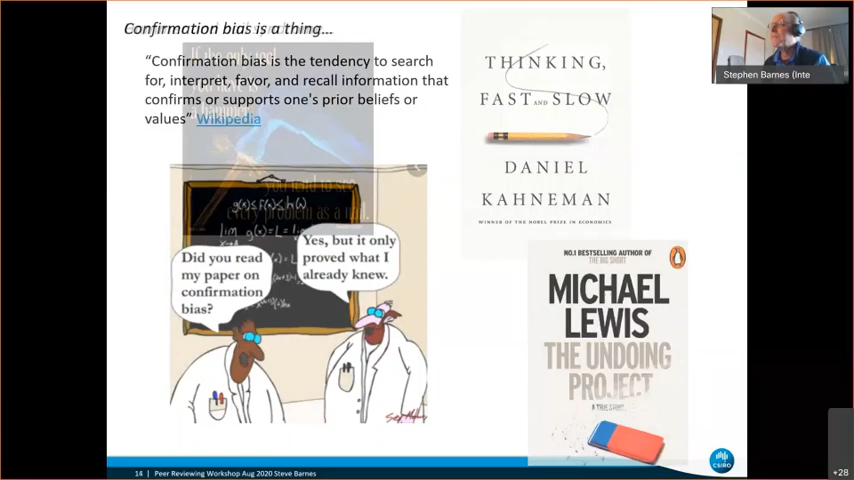 Confirmation bias is a thing...
“Confirmation bias is the tendency to search
for, interpret, favor, and recall information that
confirms or supports one's prior beliefs or
values” Wikipedia
If the only tool
you have is
a hammer
you tend to see
every problem as a nail.
g(x)≤f(x)≤h(x)
Did you read
my paper on
confirmation
bias?
Yes, but it only
proved what I
already knew.
THINKING,
FAST AND SLOW
DANIEL
KAHNEMAN
WINNER OF THE NOBEL PRIZE IN ECONOMICS
NO.1 BESTSELLING AUTHOR OF
THE BIG SHORT
MICHAEL
LEWIS
THE UNDOING
PROJECT
Stephen Barnes (Inte
14 | Peer Reviewing Workshop Aug 2020 Steve Barnes
CSIRO
+28